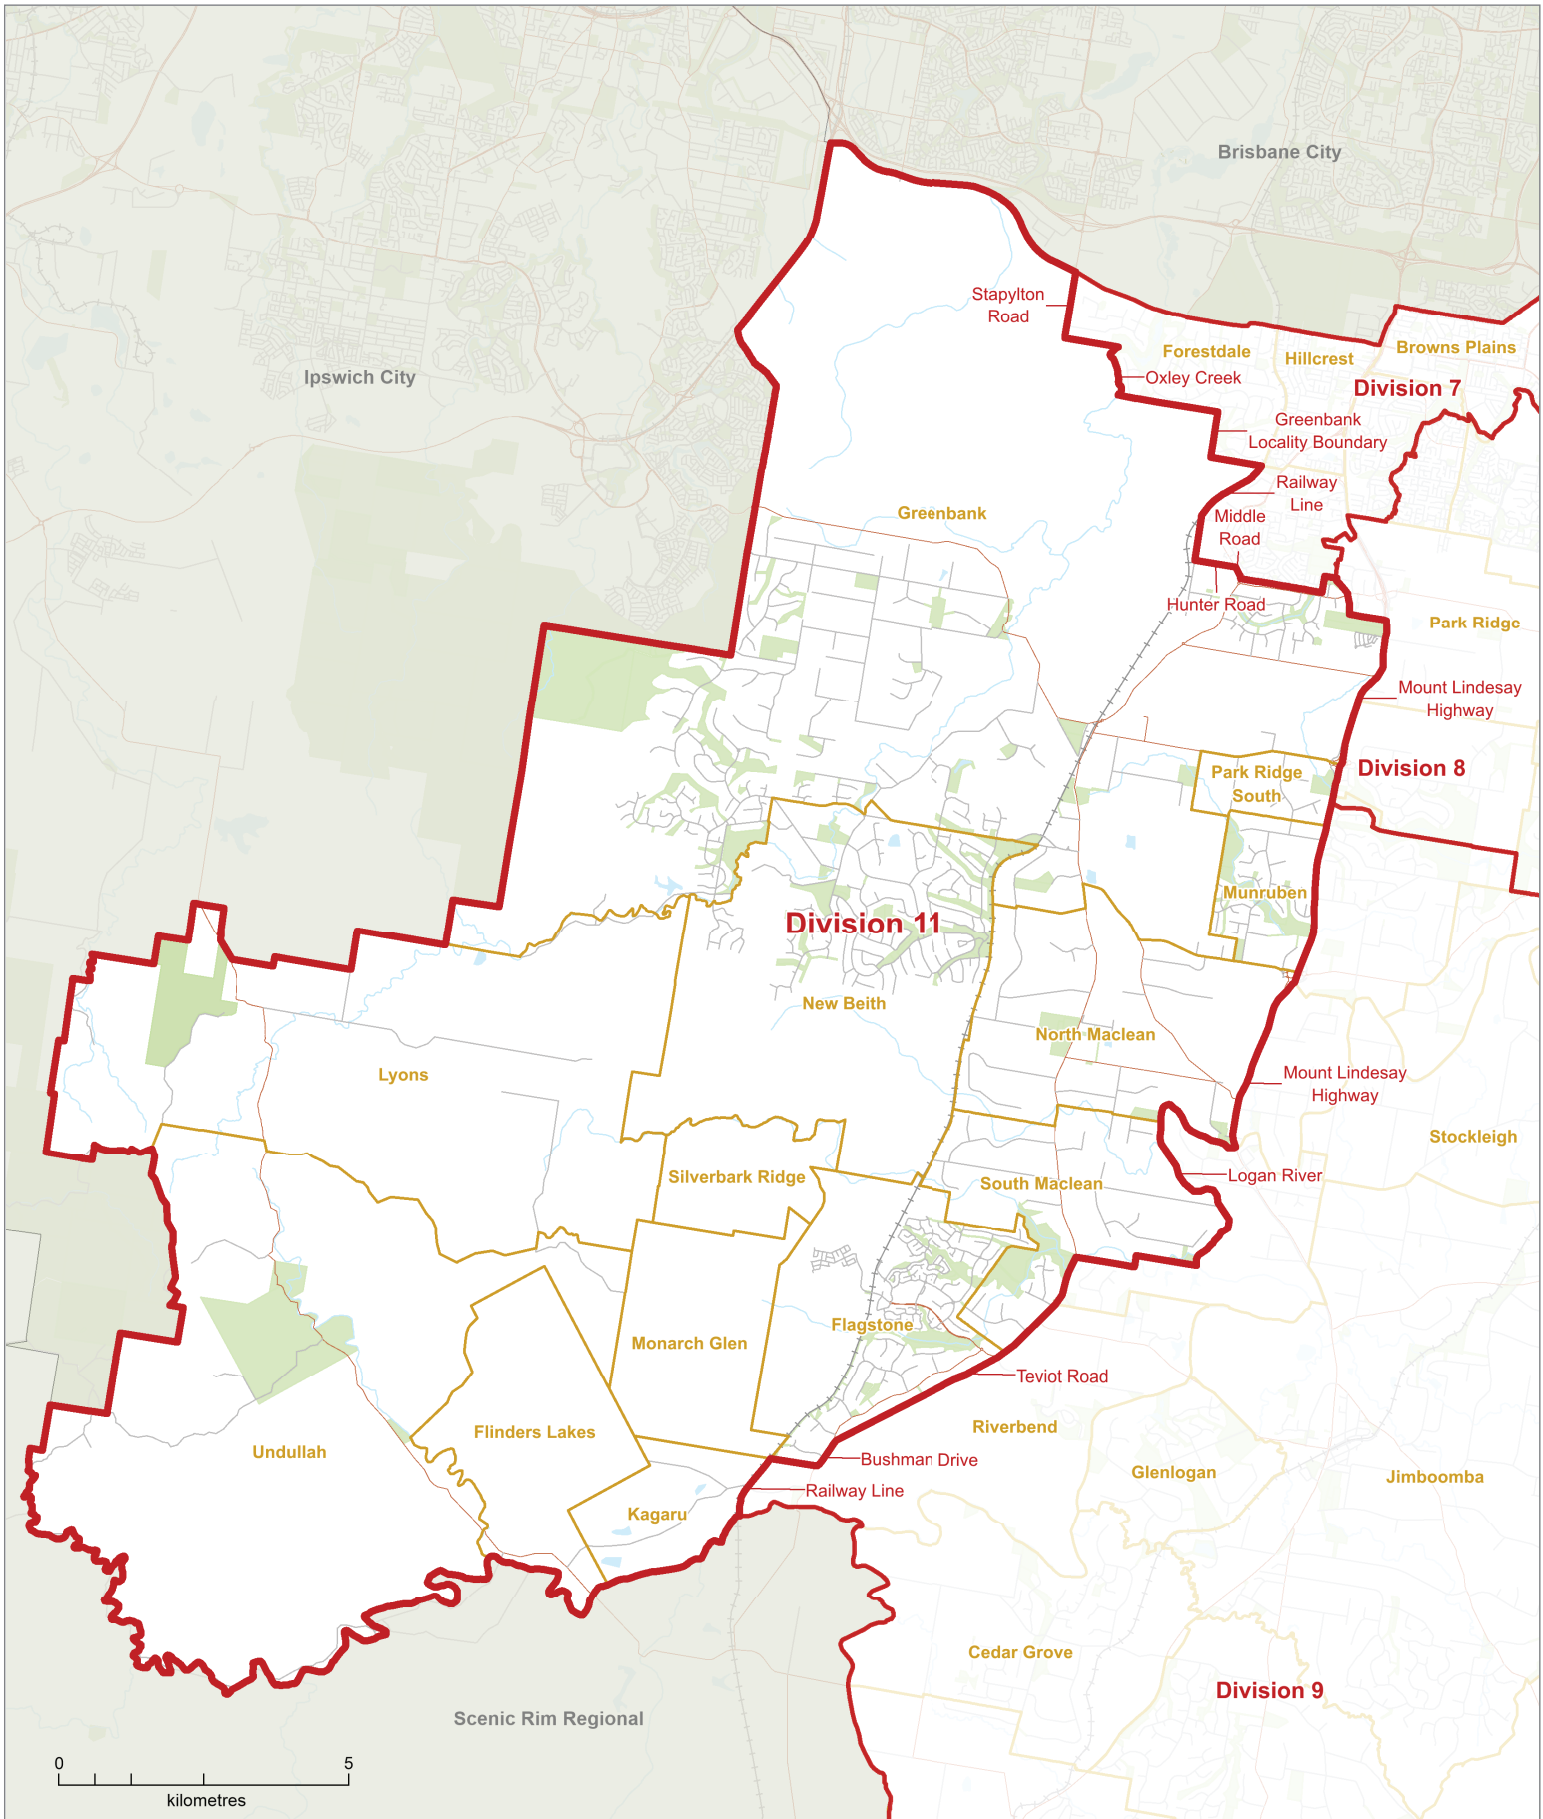 Brisbane City
Stapylton
Road
Forestdale
Hillcrest
Browns Plains
Ipswich City
Oxley Creek
Division 7
Greenbank
Locality Boundary
Railway
Line
Greenbank
Middle
Road
Hunter Road
Park Ridge
Mount Lindesay
Highway
Park Ridge
South
Division 8
Munruben
Division 11
New Beith
North Maclean
Lyons
Mount Lindesay
Highway
Stockleigh
Silverbark Ridge
South Maclean
Logan River
Flagstone
Monarch Glen
Teviot Road
Flinders Lakes
Riverbend
Undullah
Bushman Drive
Glenlogan
Jimboomba
Railway Line
Kagaru
Cedar Grove
Division 9
Scenic Rim Regional
0 5
kilometres